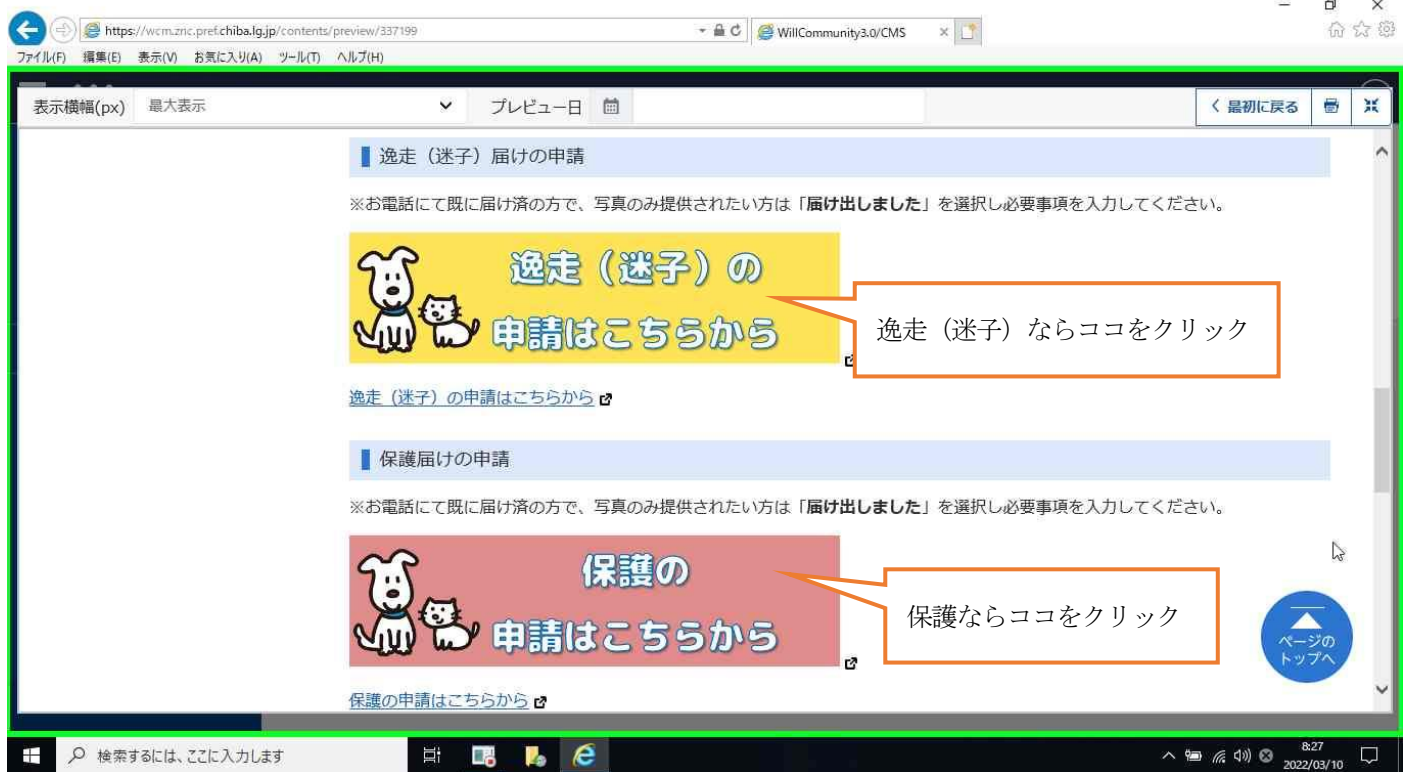 https://wcm.znc.pref.chiba.lg.jp/contents/preview/337199
WillCommunity3.0/CMS
ファイル(F) 編集(E) 表示(V) お気に入り(A) ツール(T) ヘルプ(H)
表示横幅(px) 最大表示 プレビュー日 最初に戻る
逸走（迷子）届けの申請
※お電話にて既に届け済の方で、写真のみ提供されたい方は「届け出しました」を選択し必要事項を入力してください。
逸走（迷子）の
申請はこちらから
逸走（迷子）ならココをクリック
逸走（迷子）の申請はこちらから
保護届けの申請
※お電話にて既に届け済の方で、写真のみ提供されたい方は「届け出しました」を選択し必要事項を入力してください。
保護の
申請はこちらから
保護ならココをクリック
ページの
トップへ
保護の申請はこちらから
検索するには、ここに入力します
8:27
2022/03/10